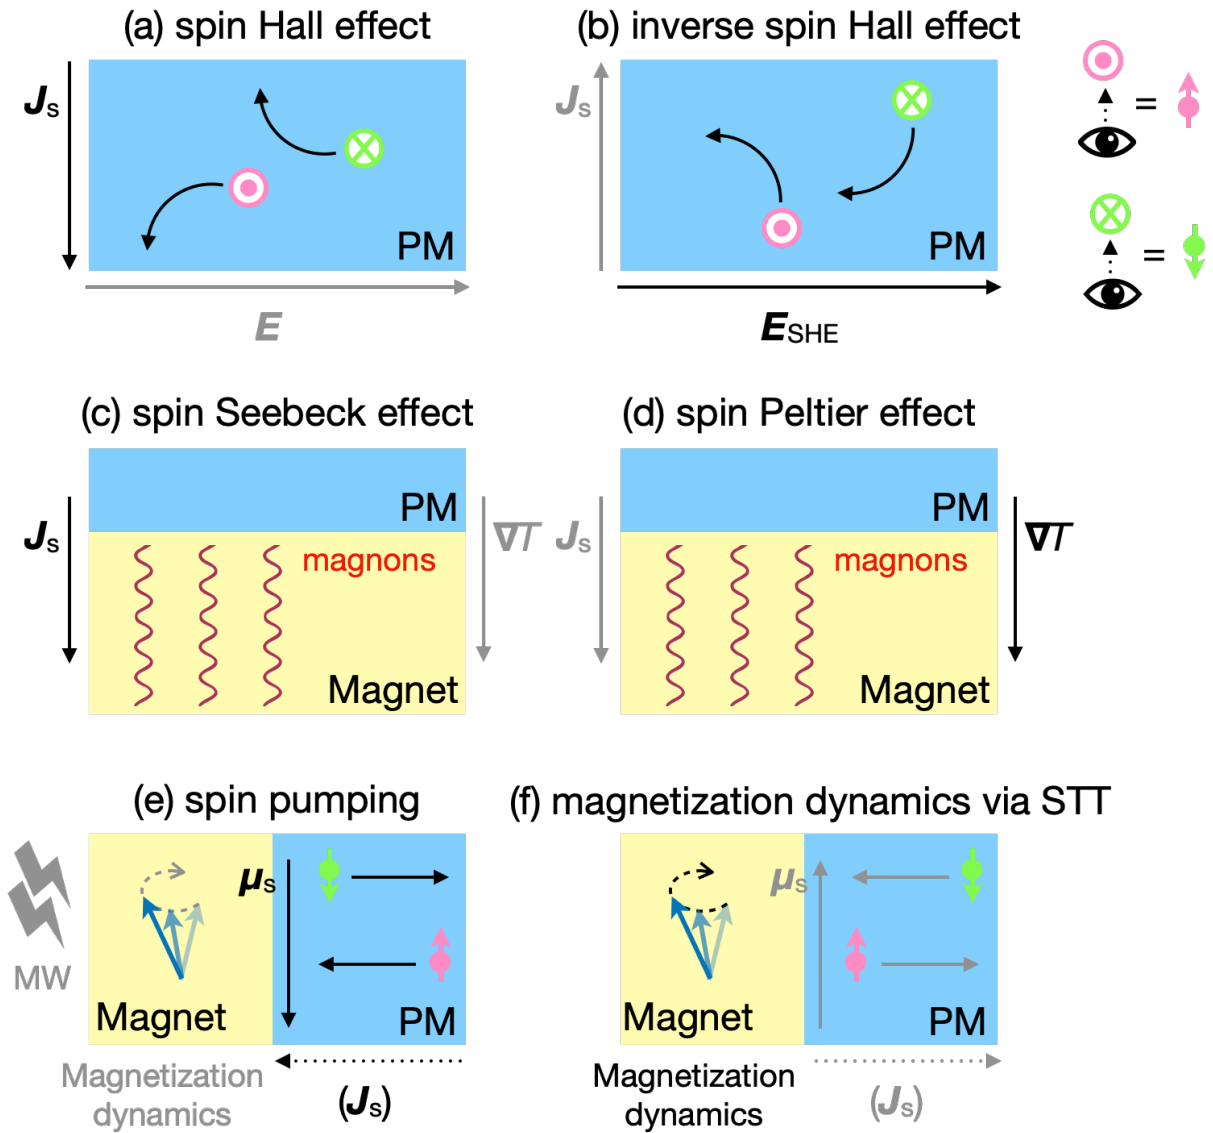 (a) spin Hall effect
(b) inverse spin Hall effect
Js
PM
E
Js
PM
ESHE
=
=
(c) spin Seebeck effect
(d) spin Peltier effect
Js
PM
magnons
Magnet
∇T
Js
PM
magnons
Magnet
∇T
(e) spin pumping
(f) magnetization dynamics via STT
MW
Magnet
μs
PM
Magnetization
dynamics
(Js)
Magnet
μs
PM
Magnetization
dynamics
(Js)